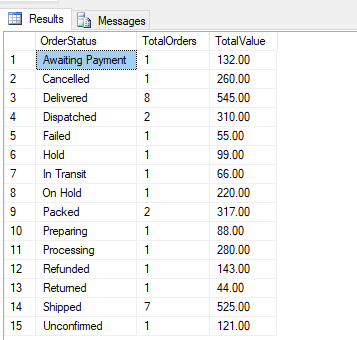 Results Messages
OrderStatus TotalOrders TotalValue
1 Awaiting Payment 1 132.00
2 Cancelled 1 260.00
3 Delivered 8 545.00
4 Dispatched 2 310.00
5 Failed 1 55.00
6 Hold 1 99.00
7 In Transit 1 66.00
8 On Hold 1 220.00
9 Packed 2 317.00
10 Preparing 1 88.00
11 Processing 1 280.00
12 Refunded 1 143.00
13 Returned 1 44.00
14 Shipped 7 525.00
15 Unconfirmed 1 121.00